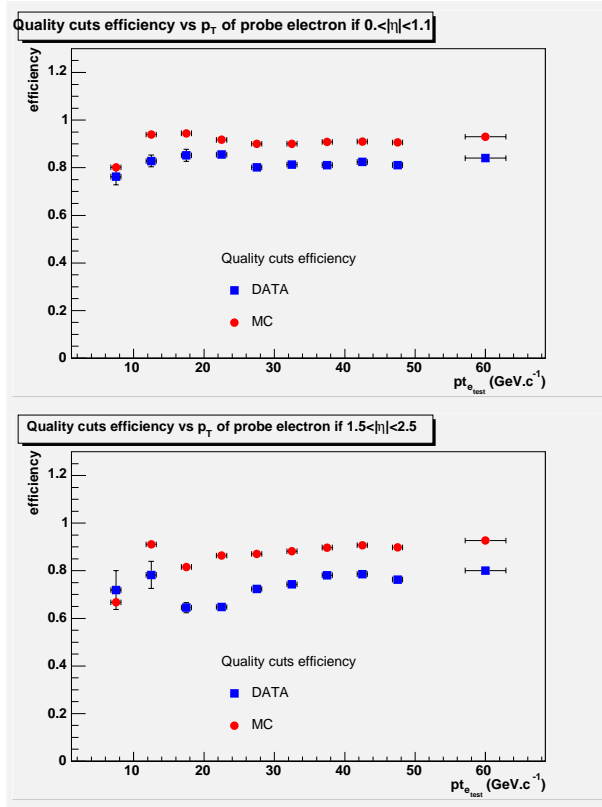 Quality cuts efficiency vs pT of probe electron if 0.<|η|<1.1
efficiency
1.2
1
0.8
0.6
0.4
0.2
0
Quality cuts efficiency
DATA
MC
10 20 30 40 50 60
pt e test (GeV.c-1)
Quality cuts efficiency vs pT of probe electron if 1.5<|η|<2.5
efficiency
1.2
1
0.8
0.6
0.4
0.2
0
Quality cuts efficiency
DATA
MC
10 20 30 40 50 60
pt e test (GeV.c-1)